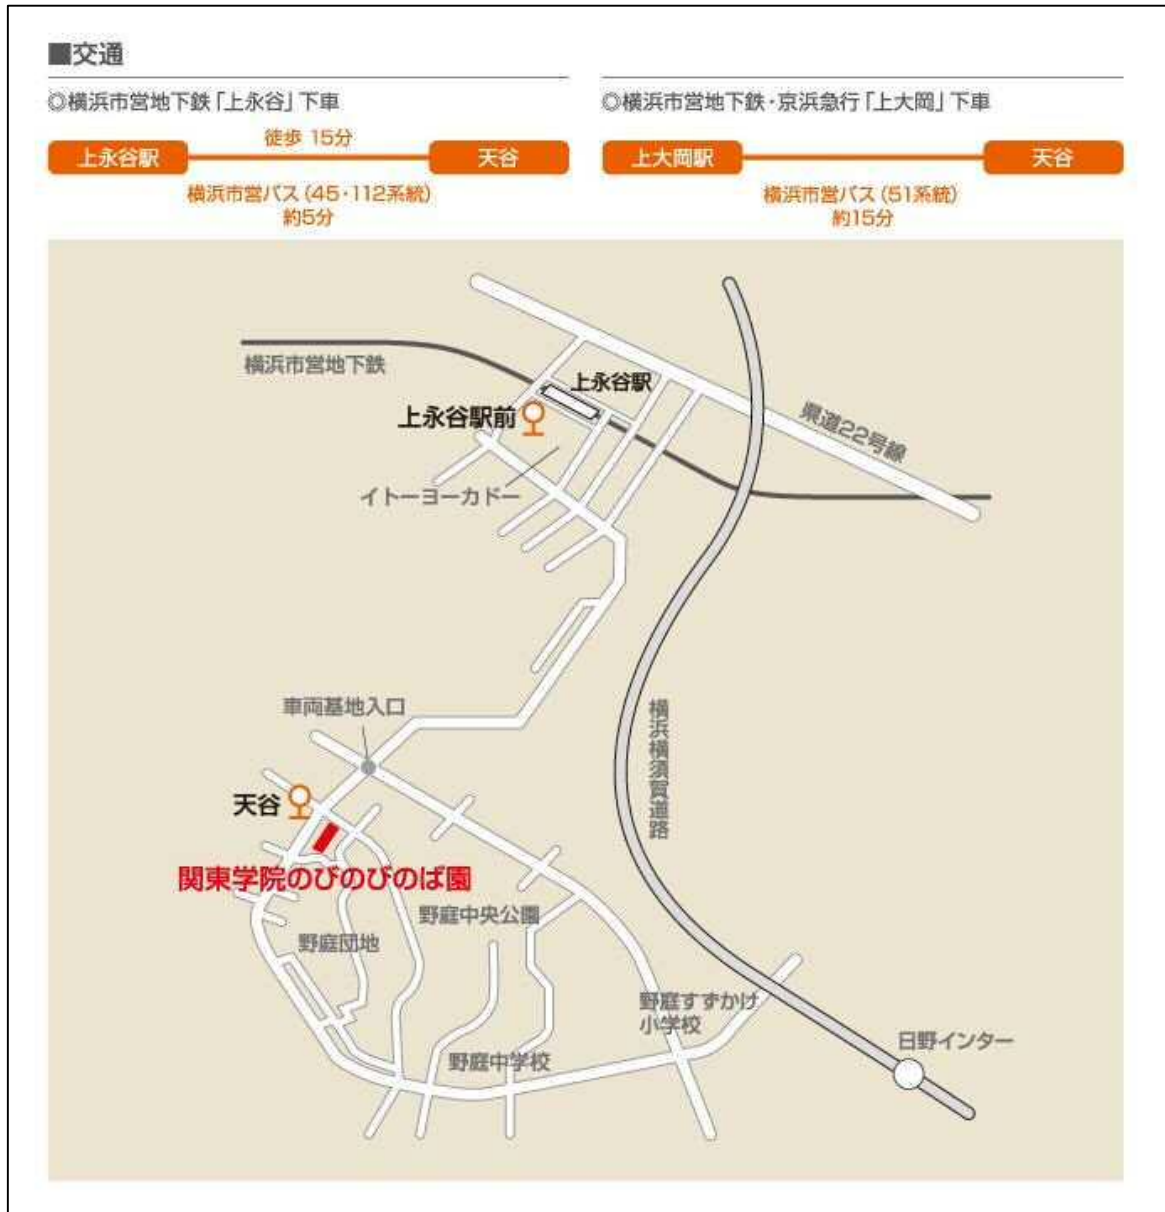 ■交通
◎横浜市営地下鉄「上永谷」下車
上永谷駅
徒歩 15分
天谷
横浜市営バス(45・112系統)
約5分
◎横浜市営地下鉄・京浜急行「上大岡」下車
上大岡駅
天谷
横浜市営バス(51系統)
約15分
横浜市営地下鉄
上永谷駅
上永谷駅前
県道22号線
イトーヨーカドー
車両基地入口
横浜横須賀道路
天谷
関東学院のびのびのば園
野庭中央公園
野庭団地
野庭すずかけ
小学校
日野インター
野庭中学校